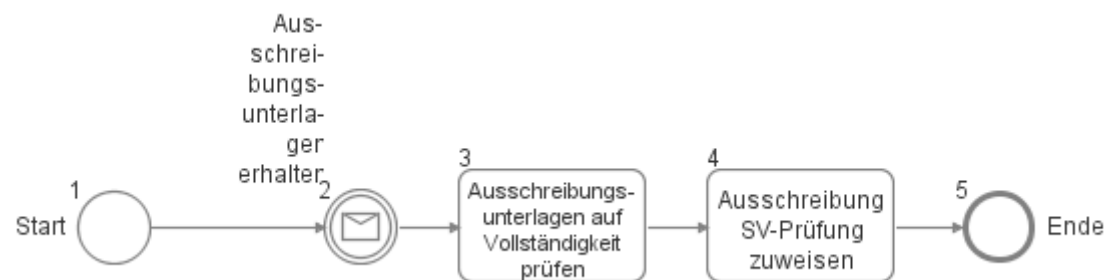 Aus-
schrei-
bungs-
unterla-
gen
erhalten
1
2
3
4
5
Start
Ausschreibungs-
unterlagen auf
Vollständigkeit
prüfen
Ausschreibung
SV-Prüfung
zuweisen
Ende